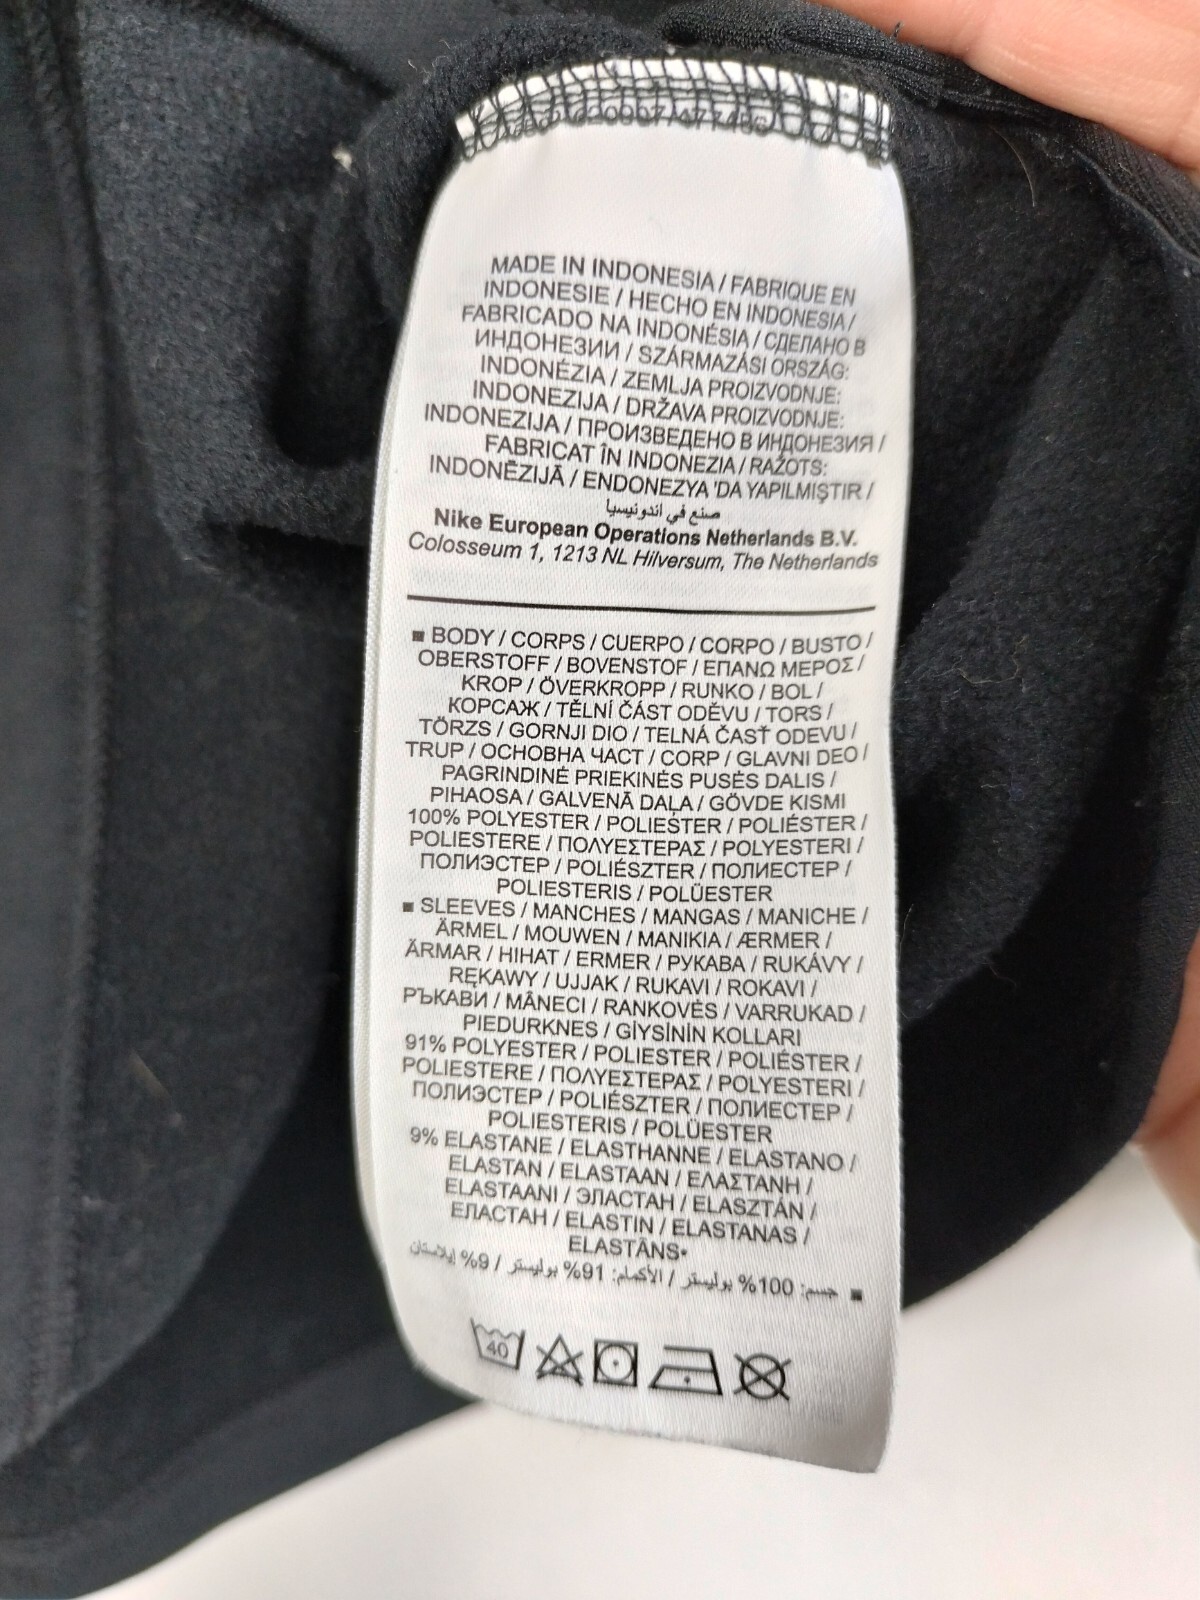 MADE IN INDONESIA / FABRIQUE EN
INDONESIE / HECHO EN INDONESIA /
FABRICADO NA INDONÉSIA / СДЕЛАНО В
ИНДОНЕЗИИ / SZÁRMAZÁSI ORSZÁG:
INDONÉZIA / ZEMLJA PROIZVODNJE:
INDONEZIJA / DRŽAVA PROIZVODNJE:
INDONEZIJA / ПРОИЗВЕДЕНО В ИНДОНЕЗИЯ /
FABRICAT ÎN INDONEZIA / RAŽOTS:
INDONĒZIJĀ / ENDONEZYA 'DA YAPILMIŞTIR /
صنع في اندونيسيا
Nike European Operations Netherlands B.V.
Colosseum 1, 1213 NL Hilversum, The Netherlands
■ BODY / CORPS / CUERPO / CORPO / BUSTO /
OBERSTOFF / BOVENSTOF / ΕΠΑΝΩ ΜΕΡΟΣ /
KROP / ÖVERKROPP / RUNKO / BOL /
КОРСАЖ / TĚLNÍ ČÁST ODĚVU / TORS /
TÖRZS / GORNJI DIO / TELNÁ ČASŤ ODEVU /
TRUP / ОСНОВНА ЧАСТ / CORP / GLAVNI DEO /
PAGRINDINĖ PRIEKINĖS PUSĖS DALIS /
PIHAOSA / GALVENĀ DAĻA / GÖVDE KISMI
100% POLYESTER / POLIESTER / POLIÉSTER /
POLIESTERE / ΠΟΛΥΕΣΤΕΡΑΣ / POLYESTERI /
ПОЛИЭСТЕР / POLIÉSZTER / ПОЛИЕСТЕР /
POLIESTERIS / POLÜESTER
■ SLEEVES / MANCHES / MANGAS / MANICHE /
ÄRMEL / MOUWEN / MANIKIA / ÆRMER /
ÄRMAR / HIHAT / ERMER / РУКАВА / RUKÁVY /
RĘKAWY / UJJAK / RUKAVI / ROKAVI /
РЪКАВИ / MÂNECI / RANKOVĖS / VARRUKAD /
PIEDURKNES / GİYSİNİN KOLLARI
91% POLYESTER / POLIESTER / POLIÉSTER /
POLIESTERE / ΠΟΛΥΕΣΤΕΡΑΣ / POLYESTERI /
ПОЛИЭСТЕР / POLIÉSZTER / ПОЛИЕСТЕР /
POLIESTERIS / POLÜESTER
9% ELASTANE / ELASTHANNE / ELASTANO /
ELASTAN / ELASTAAN / ΕΛΑΣΤΑΝΗ /
ELASTAANI / ЭЛАСТАН / ELASZTÁN /
ЕЛАСТАН / ELASTIN / ELASTANAS /
ELASTĀNS•
■ جسم: 100% بوليستر / الأكمام: 91% بوليستر / 9% إيلاستان
40